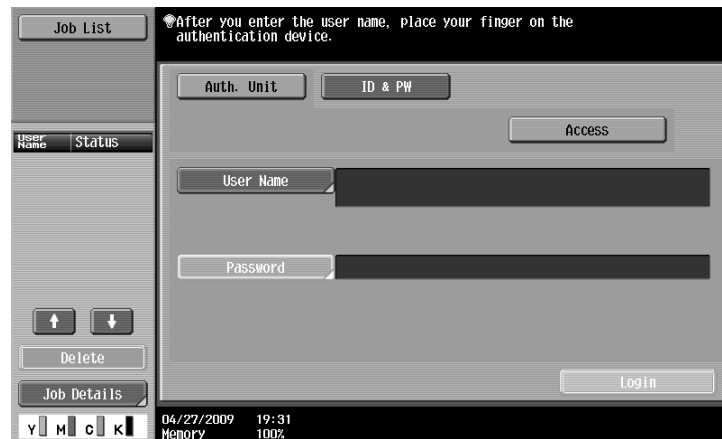 Job List
After you enter the user name, place your finger on the
authentication device.
Auth. Unit
ID & PW
Access
User
Name
Status
User Name
Password
Delete
Login
Job Details
Y M C K
04/27/2009 19:31
Memory 100%